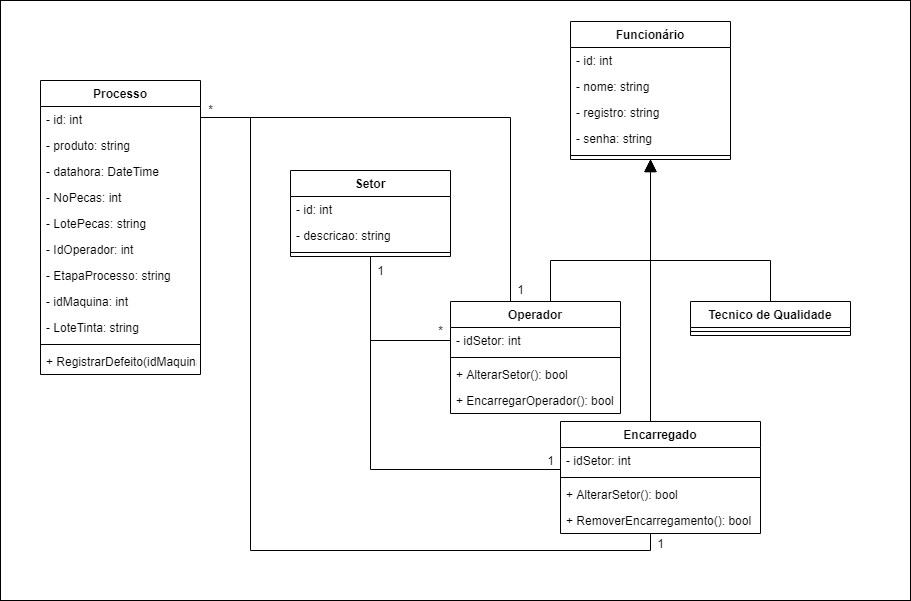 Processo
- id: int
- produto: string
- datahora: DateTime
- NoPecas: int
- LotePecas: string
- IdOperador: int
- EtapaProcesso: string
- idMaquina: int
- LoteTinta: string
+ RegistrarDefeito(idMaquin
*
Setor
- id: int
- descricao: string
1
Funcionário
- id: int
- nome: string
- registro: string
- senha: string
1
*
Operador
- idSetor: int
+ AlterarSetor(): bool
+ EncarregarOperador(): bool
Tecnico de Qualidade
1
Encarregado
- idSetor: int
+ AlterarSetor(): bool
+ RemoverEncarregamento(): bool
1